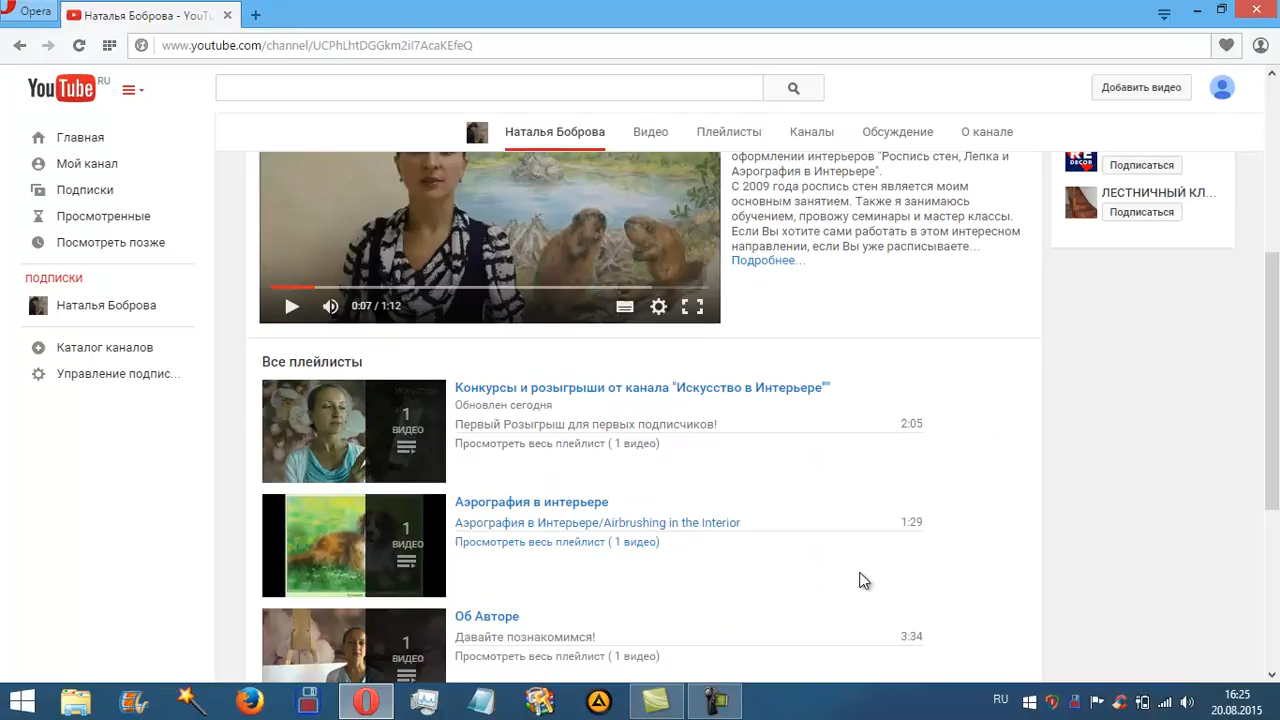 Opera
Наталья Боброва - YouTu
www.youtube.com/channel/UCPhLhtDGGkm2iI7AcaKEfeQ
YouTube RU
Добавить видео
Наталья Боброва
Видео
Плейлисты
Каналы
Обсуждение
О канале
Главная
Мой канал
Подписки
Просмотренные
Посмотреть позже
ПОДПИСКИ
Наталья Боброва
Каталог каналов
Управление подпис...
0:07 / 1:12
оформлении интерьеров "Роспись стен, Лепка и
Аэрография в Интерьере".
С 2009 года роспись стен является моим
основным занятием. Также я занимаюсь
обучением, провожу семинары и мастер классы.
Если Вы хотите сами работать в этом интересном
направлении, если Вы уже расписываете...
Подробнее...
DECOR
Подписаться
ЛЕСТНИЧНЫЙ КЛ...
Подписаться
Все плейлисты
1
ВИДЕО
Конкурсы и розыгрыши от канала "Искусство в Интерьере""
Обновлен сегодня
Первый Розыгрыш для первых подписчиков!
2:05
Просмотреть весь плейлист ( 1 видео)
1
ВИДЕО
Аэрография в интерьере
Аэрография в Интерьере/Airbrushing in the Interior
1:29
Просмотреть весь плейлист ( 1 видео)
1
ВИДЕО
Об Авторе
Давайте познакомимся!
3:34
Просмотреть весь плейлист ( 1 видео)
RU
16:25
20.08.2015